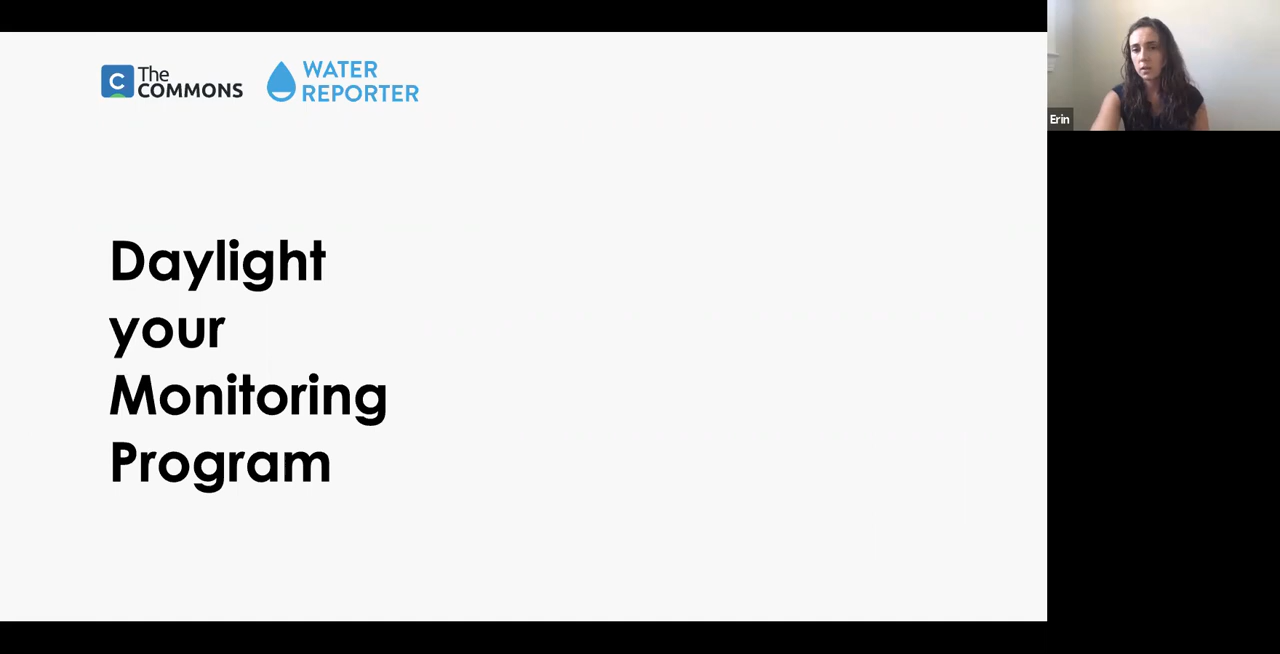 The
COMMONS
WATER
REPORTER
Erin
Daylight
your
Monitoring
Program